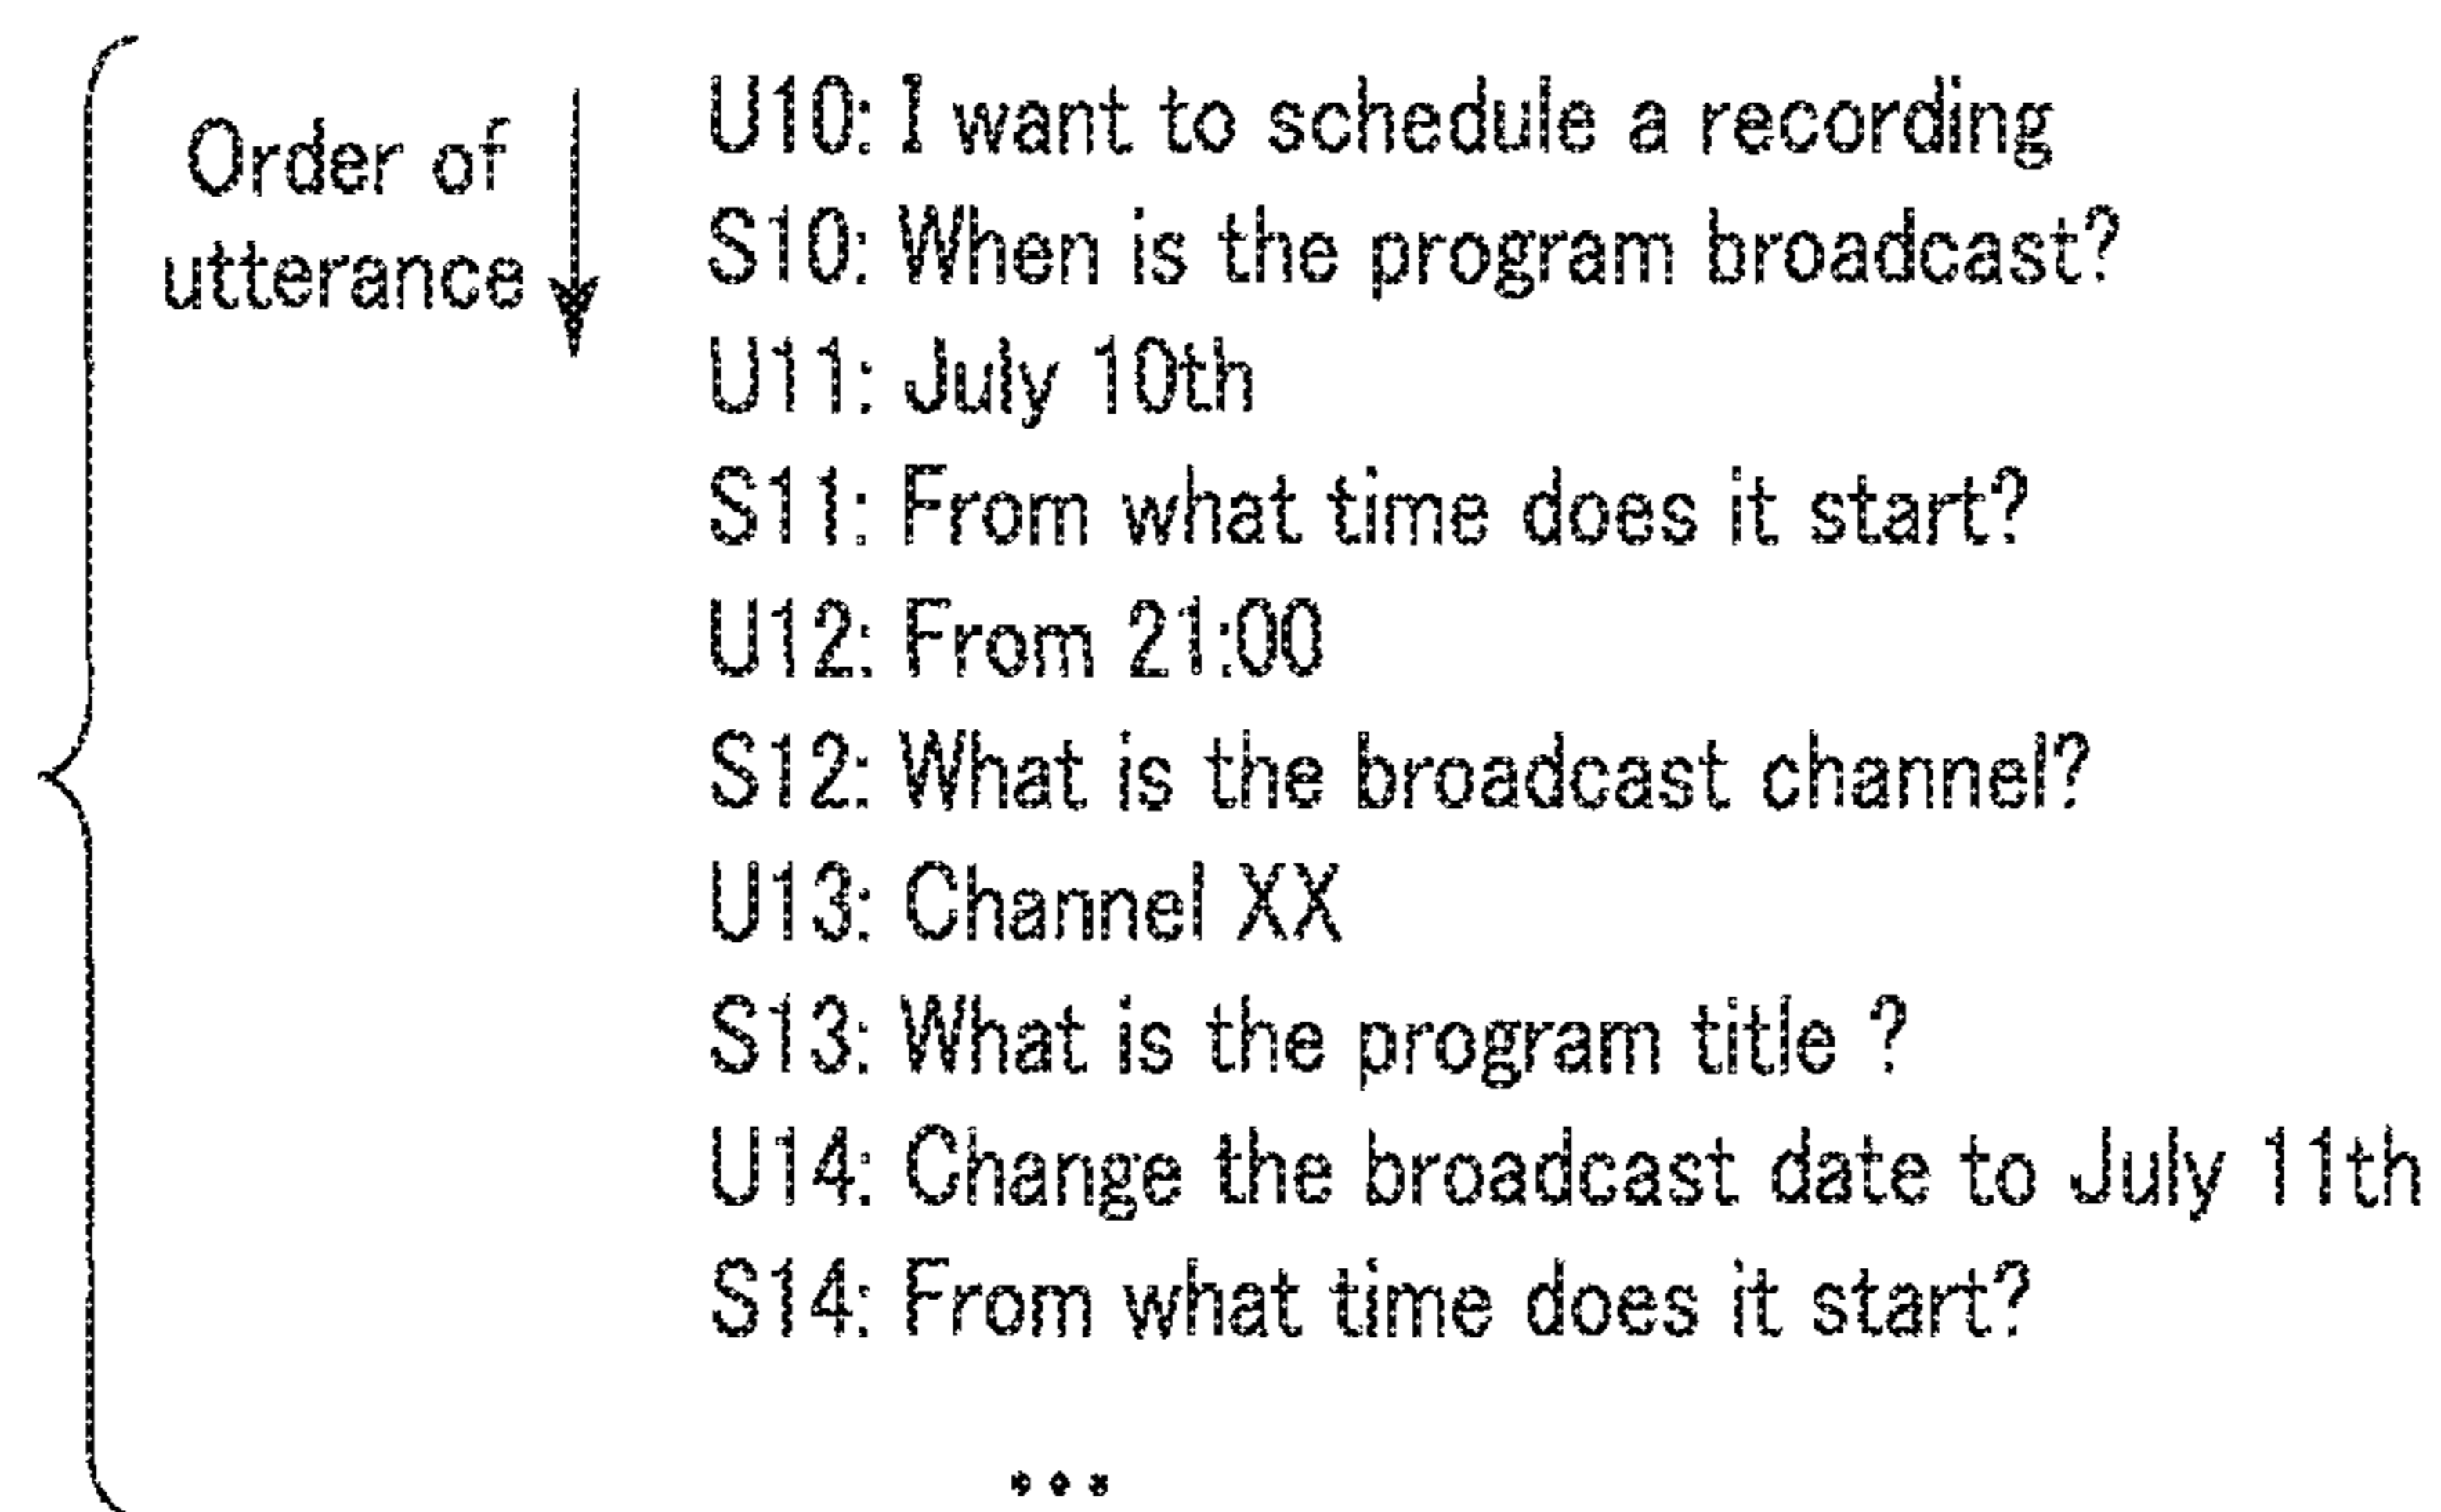 Order of
utterance
U10: I want to schedule a recording
S10: When is the program broadcast?
U11: July 10th
S11: From what time does it start?
U12: From 21:00
S12: What is the broadcast channel?
U13: Channel XX
S13: What is the program title ?
U14: Change the broadcast date to July 11th
S14: From what time does it start?
...